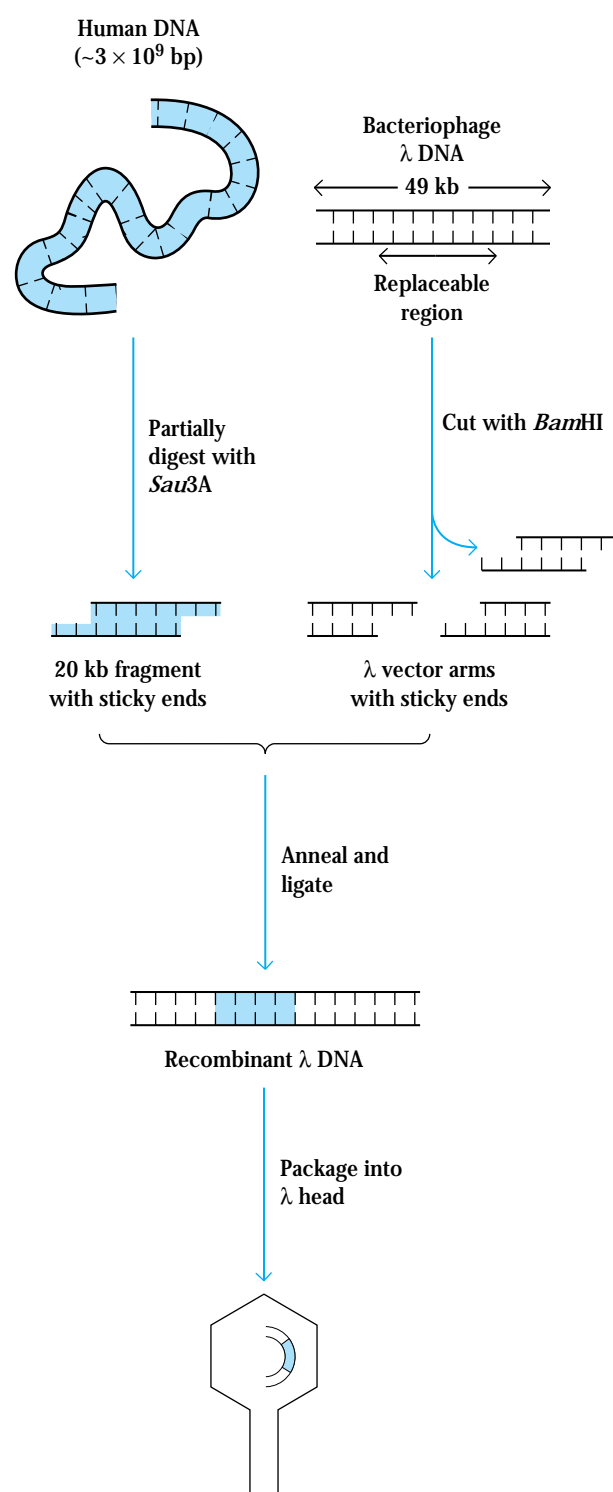 Human DNA
(~3 × 10⁹ bp)
Bacteriophage
λ DNA
49 kb
Replaceable
region
Partially
digest with
Sau3A
Cut with BamHI
20 kb fragment
with sticky ends
λ vector arms
with sticky ends
Anneal and
ligate
Recombinant λ DNA
Package into
λ head